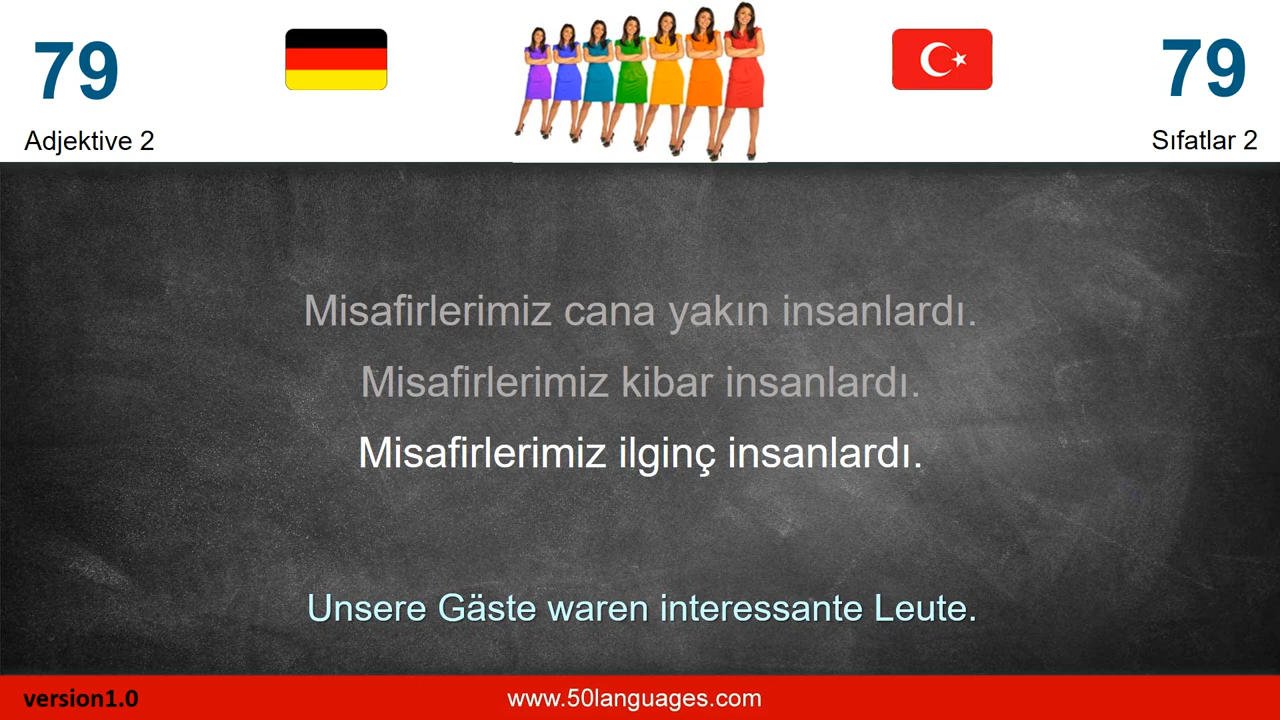 79
79
Adjektive 2
Sıfatlar 2
Misafirlerimiz cana yakın insanlardı.
Misafirlerimiz kibar insanlardı.
Misafirlerimiz ilginç insanlardı.
Unsere Gäste waren interessante Leute.
version1.0
www.50languages.com